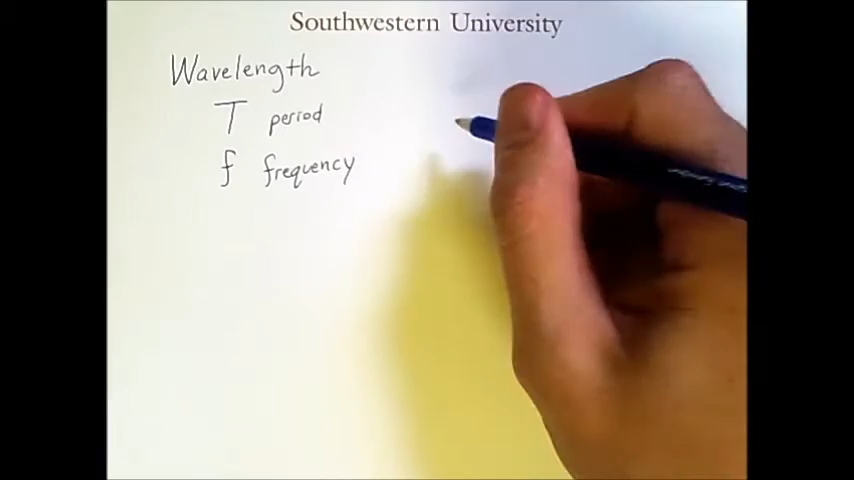 Southwestern University
Wavelength
T period
f frequency